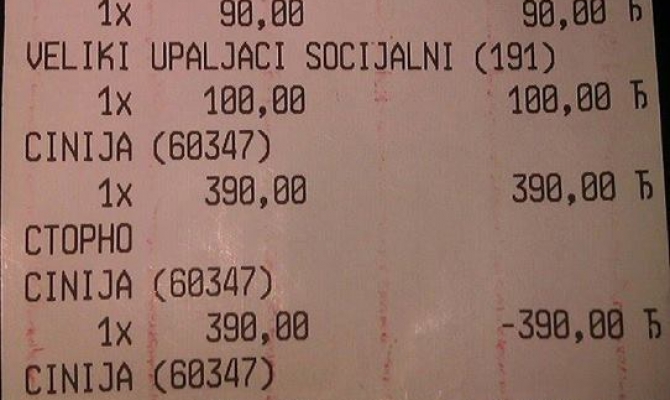 1x 90,00 90,00 Ђ
VELIKI UPALJACI SOCIJALNI (191)
1x 100,00 100,00 Ђ
CINIJA (60347)
1x 390,00 390,00 Ђ
СТОРНО
CINIJA (60347)
1x 390,00 -390,00 Ђ
CINIJA (60347)